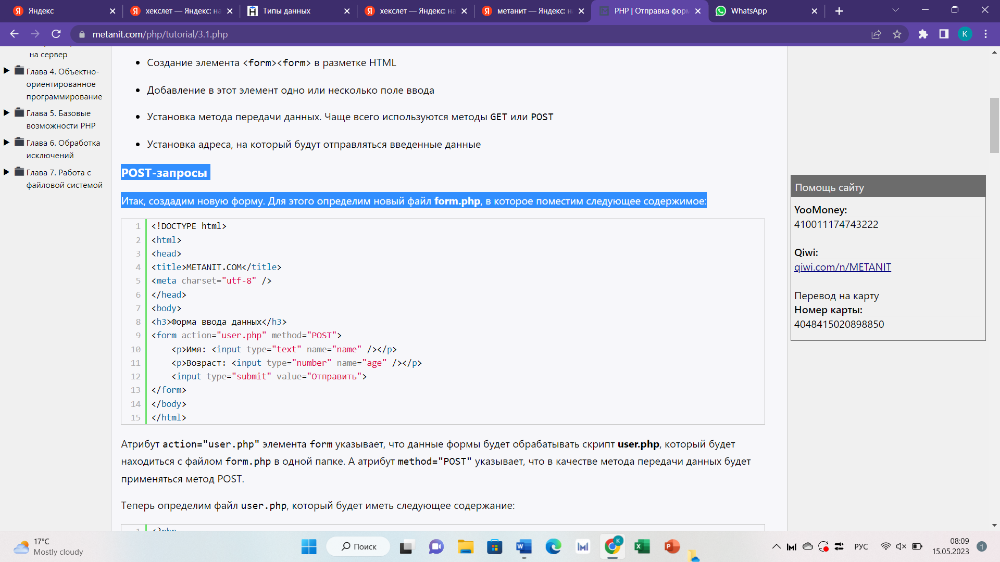 Яндекс
хекслет — Яндекс: на
Типы данных
хекслет — Яндекс: на
метанит — Яндекс: н
PHP | Отправка форм
WhatsApp
metanit.com/php/tutorial/3.1.php
K
на сервер
Глава 4. Объектно-
ориентированное
программирование
Глава 5. Базовые
возможности PHP
Глава 6. Обработка
исключений
Глава 7. Работа с
файловой системой
Создание элемента <form><form> в разметке HTML
Добавление в этот элемент одно или несколько поле ввода
Установка метода передачи данных. Чаще всего используются методы GET или POST
Установка адреса, на который будут отправляться введенные данные
POST-запросы
Итак, создадим новую форму. Для этого определим новый файл form.php, в которое поместим следующее содержимое:
1 <!DOCTYPE html>
2 <html>
3 <head>
4 <title>METANIT.COM</title>
5 <meta charset="utf-8" />
6 </head>
7 <body>
8 <h3>Форма ввода данных</h3>
9 <form action="user.php" method="POST">
10 <p>Имя: <input type="text" name="name" /></p>
11 <p>Возраст: <input type="number" name="age" /></p>
12 <input type="submit" value="Отправить">
13 </form>
14 </body>
15 </html>
Атрибут action="user.php" элемента form указывает, что данные формы будет обрабатывать скрипт user.php, который будет
находиться с файлом form.php в одной папке. А атрибут method="POST" указывает, что в качестве метода передачи данных будет
применяться метод POST.
Теперь определим файл user.php, который будет иметь следующее содержание:
1 <?php
Помощь сайту
YooMoney:
410011174743222
Qiwi:
qiwi.com/n/METANIT
Перевод на карту
Номер карты:
4048415020898850
17°C
Mostly cloudy
Поиск
РУС
08:09
15.05.2023
1